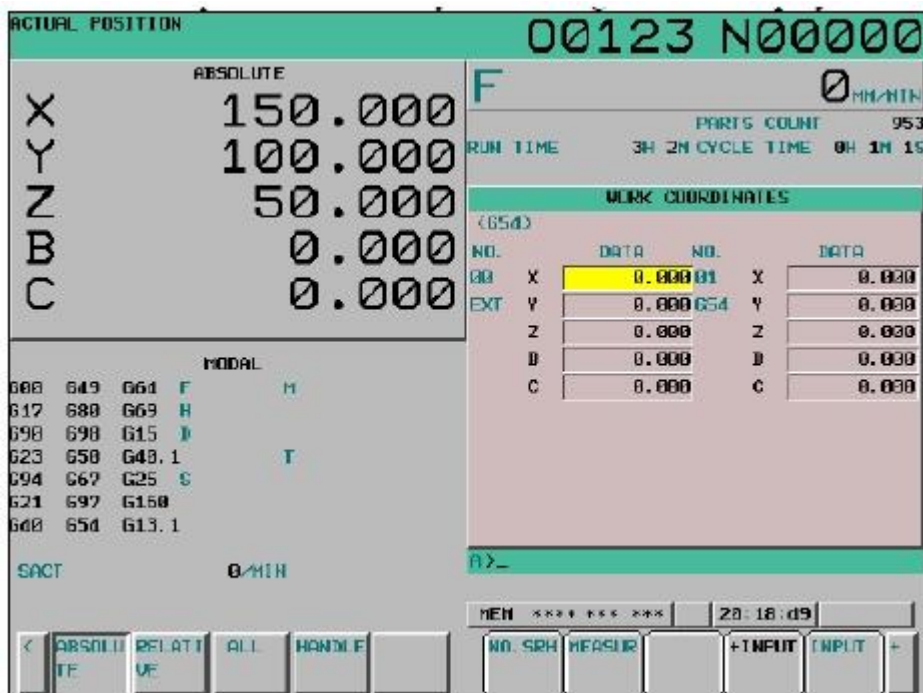 ACTUAL POSITION
O0123 N00000
ABSOLUTE
X 150.000
Y 100.000
Z 50.000
B 0.000
C 0.000
F 0 MM/MIN
PARTS COUNT 953
RUN TIME 3H 2M CYCLE TIME 0H 1M 1S
WORK COORDINATES
(G54)
NO. DATA NO. DATA
00 X 0.000 01 X 0.000
EXT Y 0.000 G54 Y 0.000
Z 0.000 Z 0.000
B 0.000 B 0.000
C 0.000 C 0.000
MODAL
G00 G49 G64 F M
G17 G80 G69 H
G90 G98 G15 D
G23 G50 G40.1 T
G94 G67 G25 S
G21 G97 G160
G40 G54 G13.1
SACT 0/MIN
A>_
MEM **** *** *** 20:18:49
< ABSOLU RELATI ALL HANDLE NO.SRH MEASUR +INPUT INPUT +
TE VE